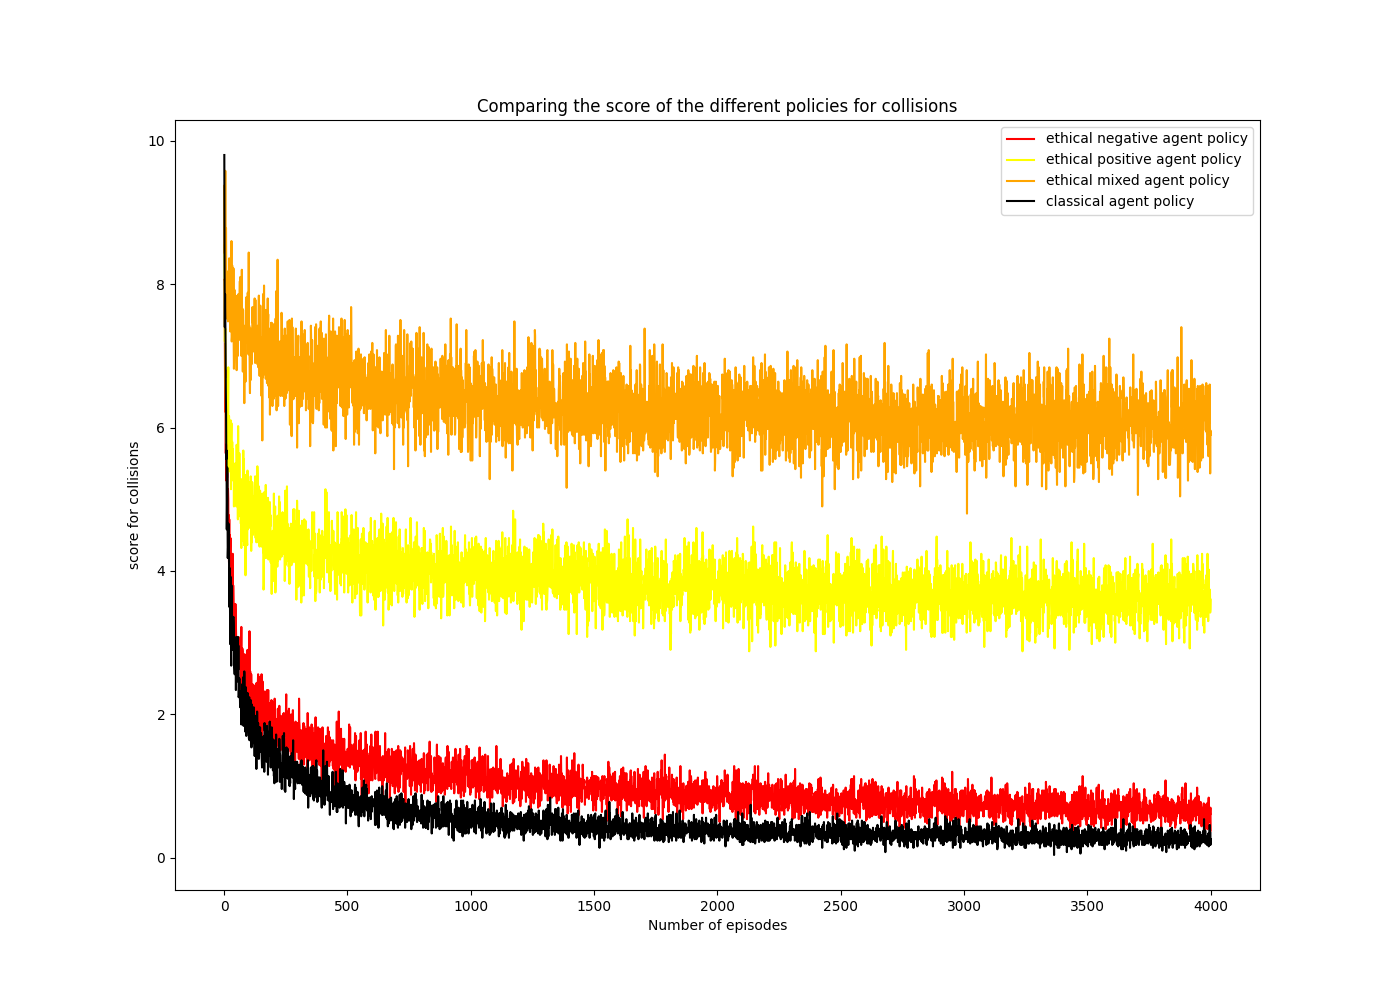 Comparing the score of the different policies for collisions
ethical negative agent policy
ethical positive agent policy
ethical mixed agent policy
classical agent policy
10
8
6
4
2
0
score for collisions
0 500 1000 1500 2000 2500 3000 3500 4000
Number of episodes